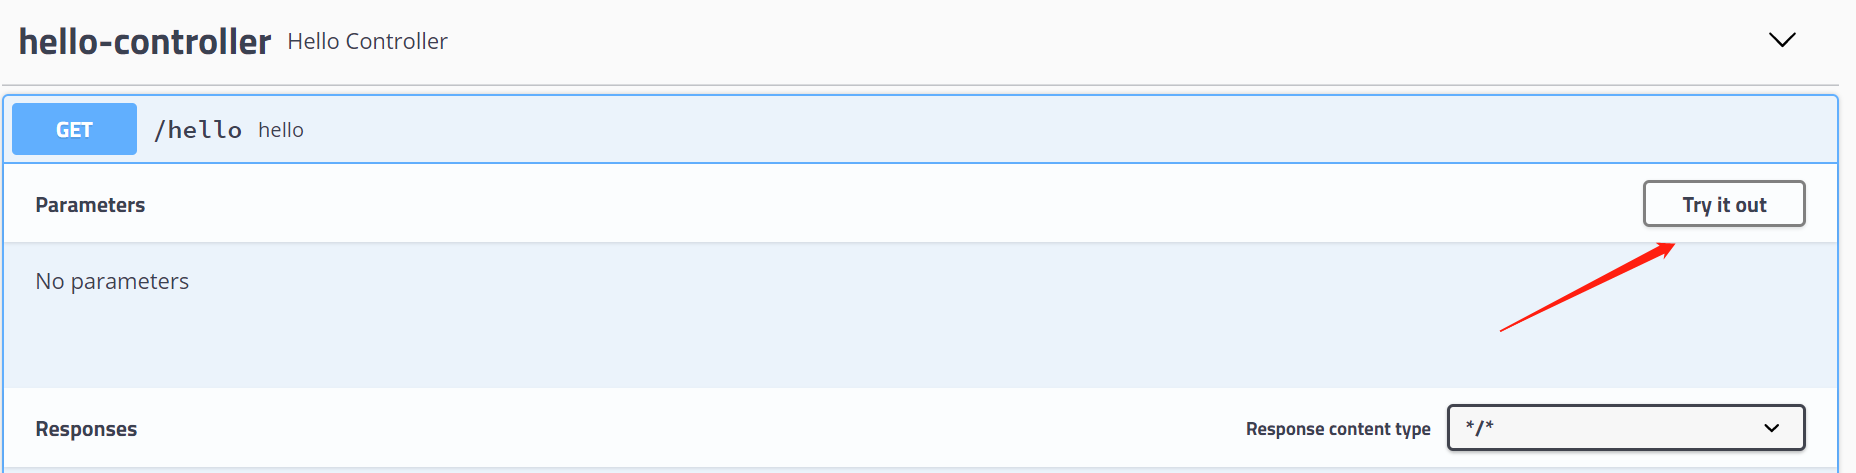 hello-controller Hello Controller
GET /hello hello
Parameters Try it out
No parameters
Responses Response content type */*